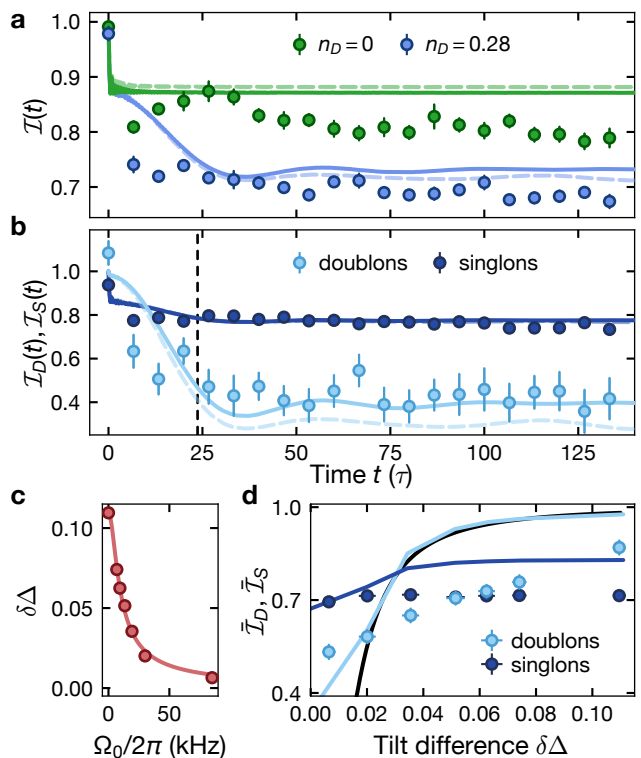 a
n_D = 0
n_D = 0.28
1.0
0.9
0.8
0.7
𝓘(t)
b
doublons
singlons
1.0
0.8
0.6
0.4
𝓘_D(t), 𝓘_S(t)
0
25
50
75
100
125
Time t (τ)
c
0.10
0.05
0.00
δΔ
0
50
Ω₀/2π (kHz)
d
1.0
0.7
0.4
𝓘̄_D, 𝓘̄_S
doublons
singlons
0.00
0.02
0.04
0.06
0.08
0.10
Tilt difference δΔ